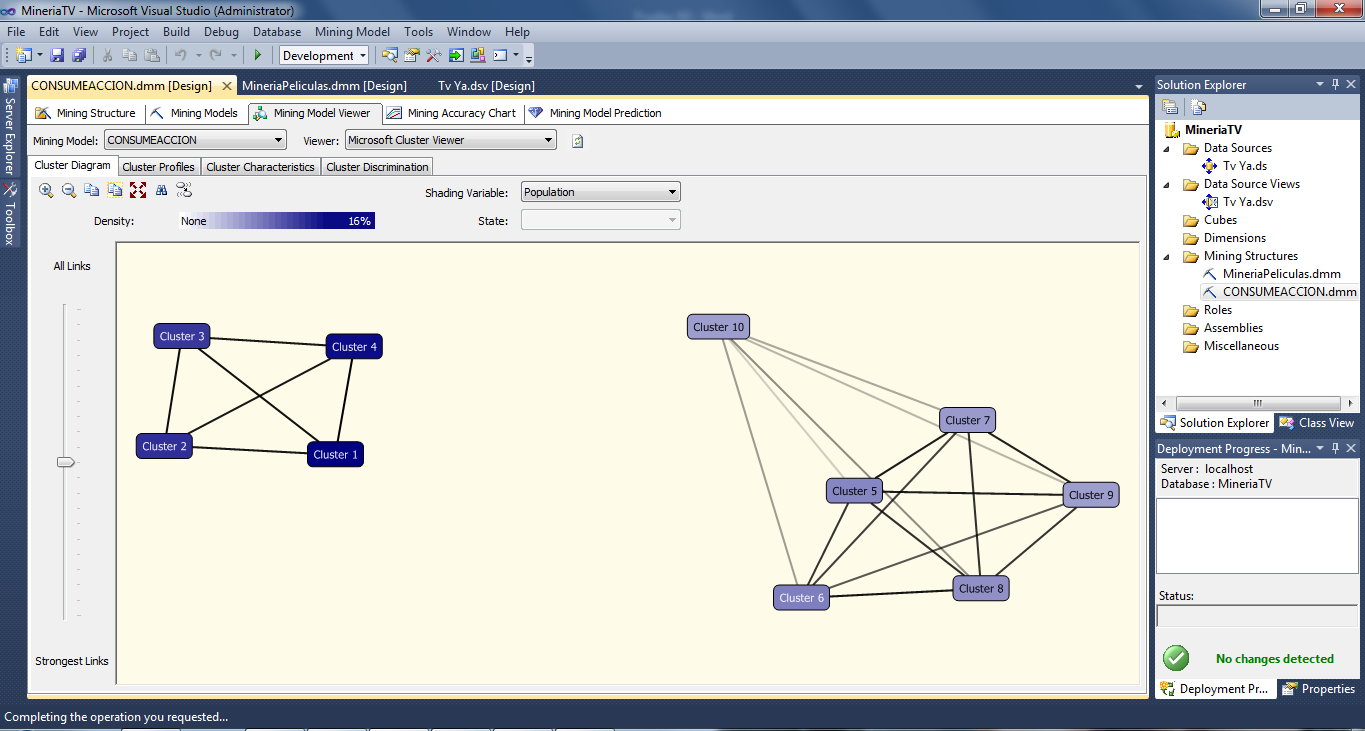 MineriaTV - Microsoft Visual Studio (Administrator)
File Edit View Project Build Debug Database Mining Model Tools Window Help
Development
Server Explorer
Toolbox
CONSUMEACCION.dmm [Design] MineriaPeliculas.dmm [Design] Tv Ya.dsv [Design]
Mining Structure Mining Models Mining Model Viewer Mining Accuracy Chart Mining Model Prediction
Mining Model: CONSUMEACCION Viewer: Microsoft Cluster Viewer
Cluster Diagram Cluster Profiles Cluster Characteristics Cluster Discrimination
Shading Variable: Population
Density: None 16% State:
All Links
Strongest Links
Cluster 3
Cluster 4
Cluster 2
Cluster 1
Cluster 10
Cluster 7
Cluster 5
Cluster 9
Cluster 6
Cluster 8
Solution Explorer
MineriaTV
Data Sources
Tv Ya.ds
Data Source Views
Tv Ya.dsv
Cubes
Dimensions
Mining Structures
MineriaPeliculas.dmm
CONSUMEACCION.dmm
Roles
Assemblies
Miscellaneous
Solution Explorer Class View
Deployment Progress - Min...
Server : localhost
Database : MineriaTV
Status:
No changes detected
Deployment Pr... Properties
Completing the operation you requested...